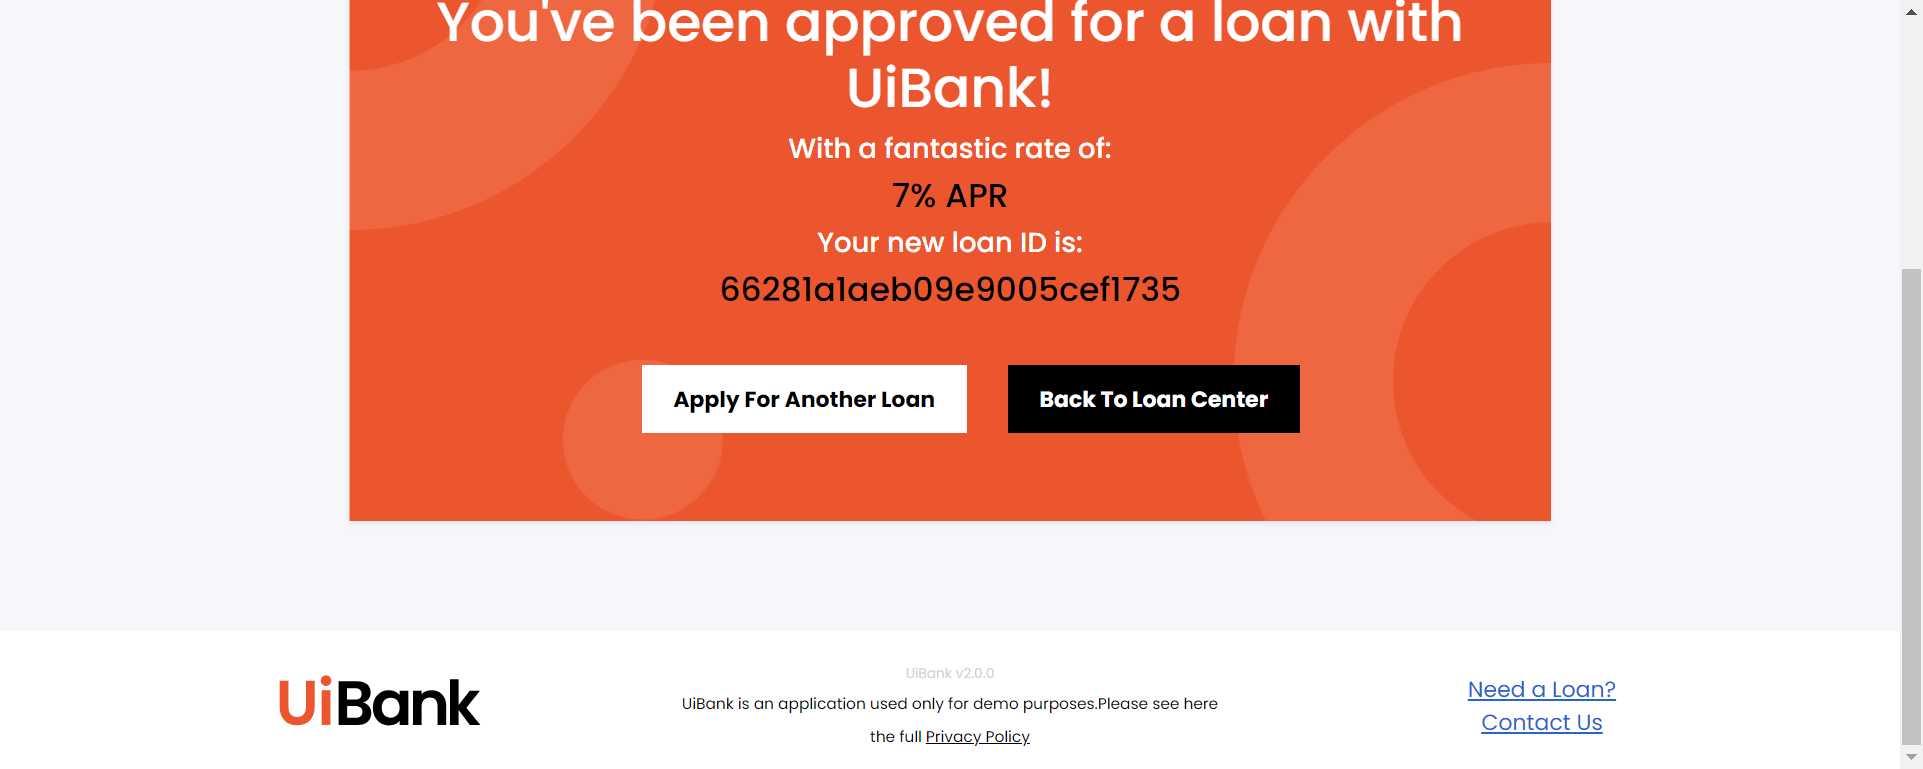 You've been approved for a loan with
UiBank!
With a fantastic rate of:
7% APR
Your new loan ID is:
66281a1aeb09e9005cef1735
Apply For Another Loan
Back To Loan Center
UiBank
UiBank v2.0.0
UiBank is an application used only for demo purposes.Please see here
the full Privacy Policy
Need a Loan?
Contact Us